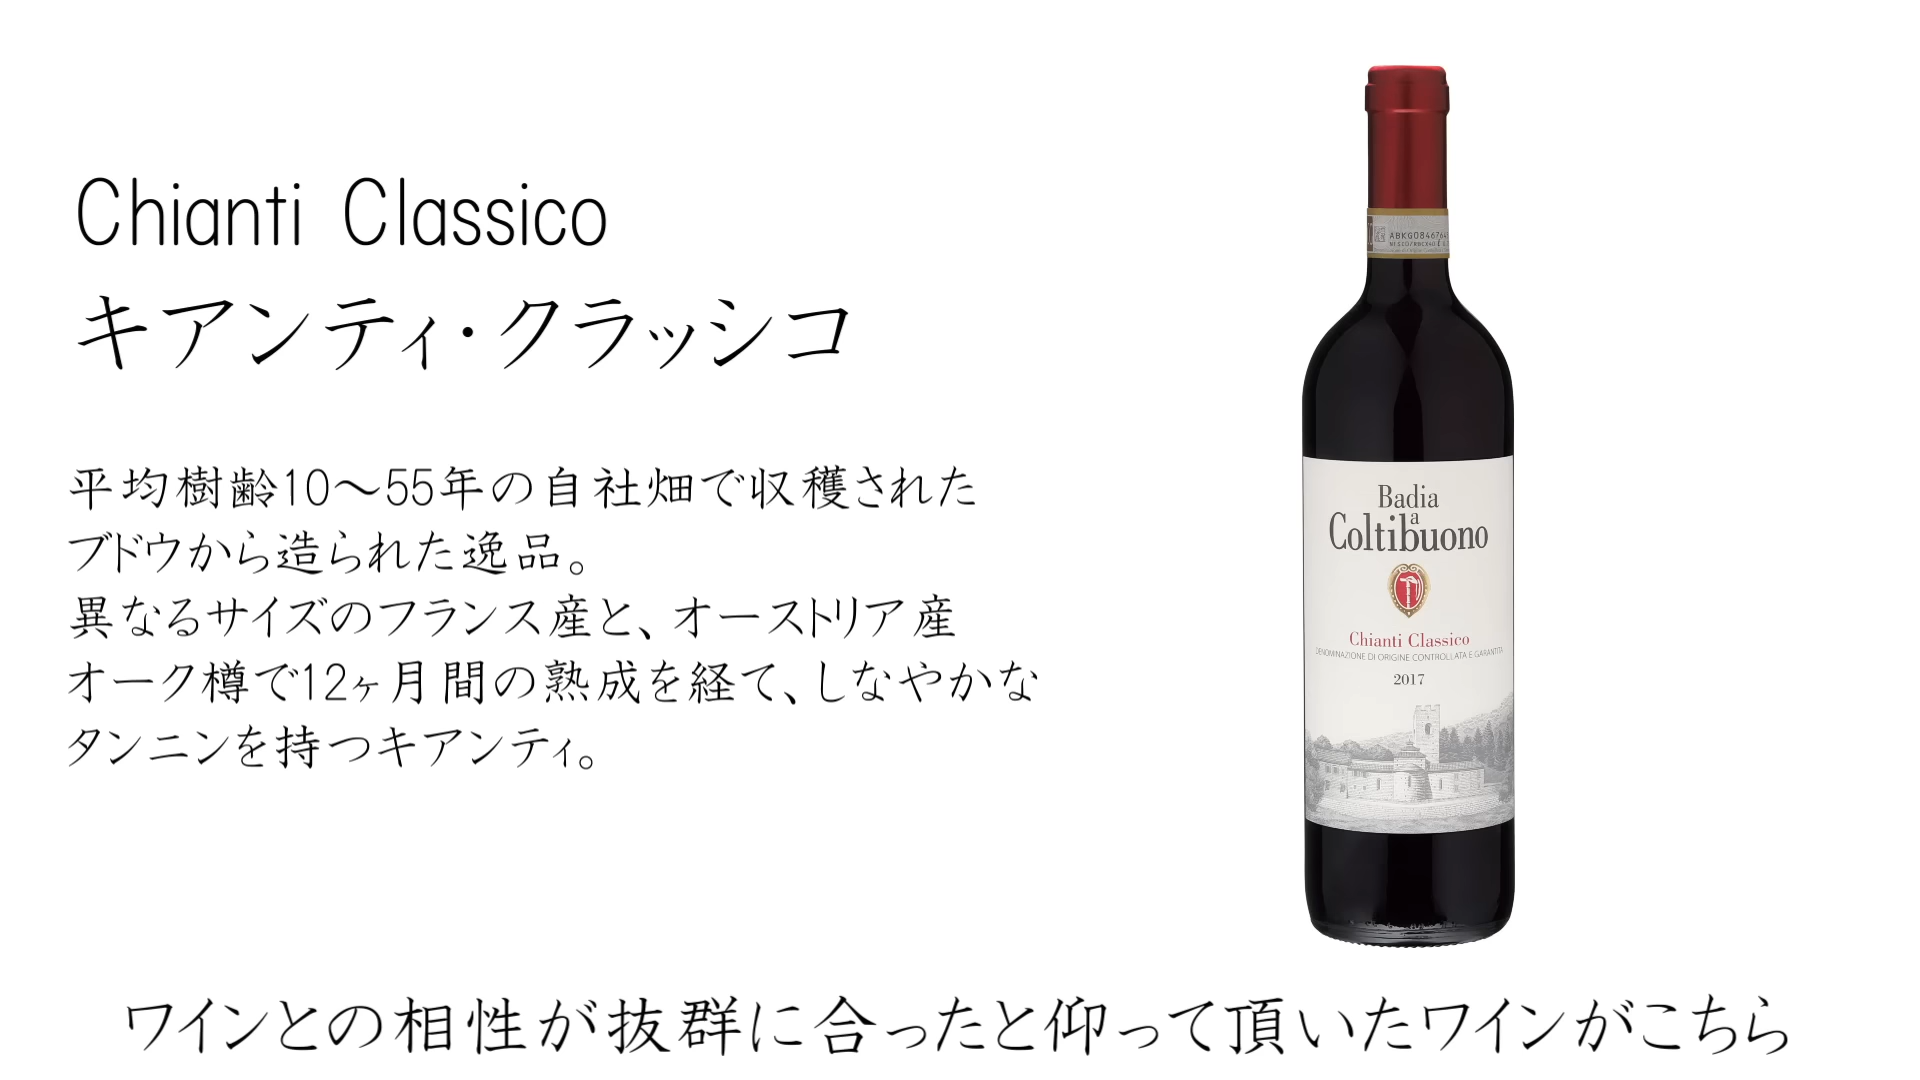 Chianti Classico
キアンティ・クラッシコ
平均樹齢10～55年の自社畑で収穫された
ブドウから造られた逸品。
異なるサイズのフランス産と、オーストリア産
オーク樽で12ヶ月間の熟成を経て、しなやかな
タンニンを持つキアンティ。
Badia
a
Coltibuono
Chianti Classico
DENOMINAZIONE DI ORIGINE CONTROLLATA E GARANTITA
2017
ワインとの相性が抜群に合ったと仰って頂いたワインがこちら